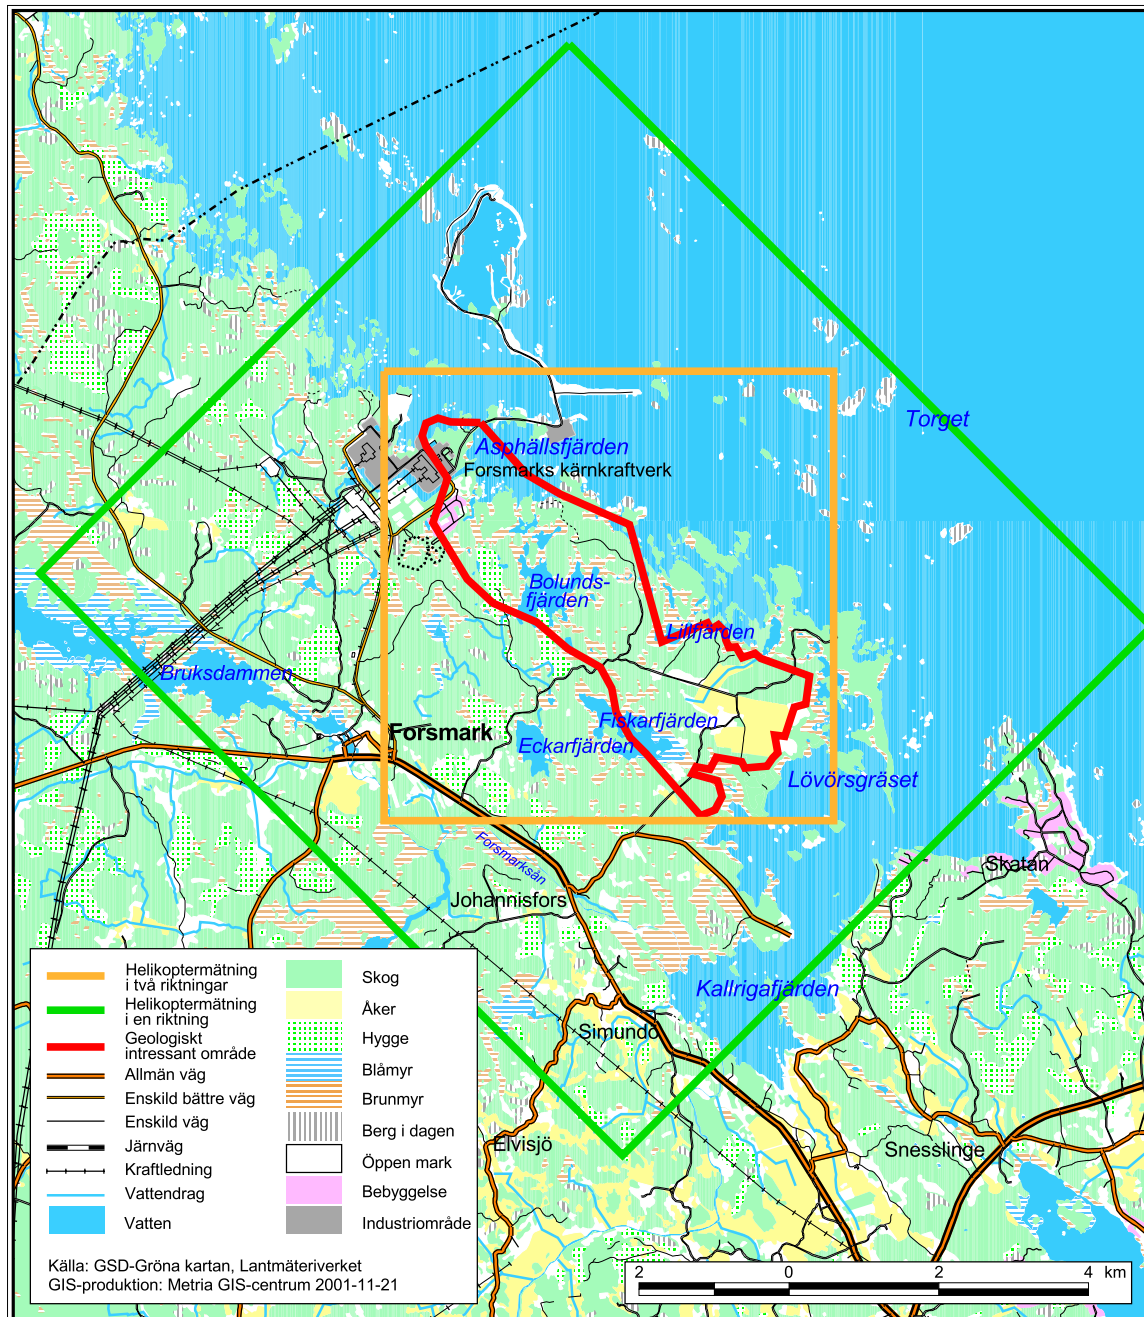 Torget
Asphällsfjärden
Forsmarks kärnkraftverk
Bolunds-
fjärden
Lillfjärden
Bruksdammen
Fiskarfjärden
Forsmark
Eckarfjärden
Lövörsgräset
Forsmarksån
Skatan
Johannisfors
Kallrigafjärden
Simundö
Elvisjö
Snesslinge
Helikoptermätning
i två riktningar
Helikoptermätning
i en riktning
Geologiskt
intressant område
Allmän väg
Enskild bättre väg
Enskild väg
Järnväg
Kraftledning
Vattendrag
Vatten
Skog
Åker
Hygge
Blåmyr
Brunmyr
Berg i dagen
Öppen mark
Bebyggelse
Industriområde
Källa: GSD-Gröna kartan, Lantmäteriverket
GIS-produktion: Metria GIS-centrum 2001-11-21
2 0 2 4 km